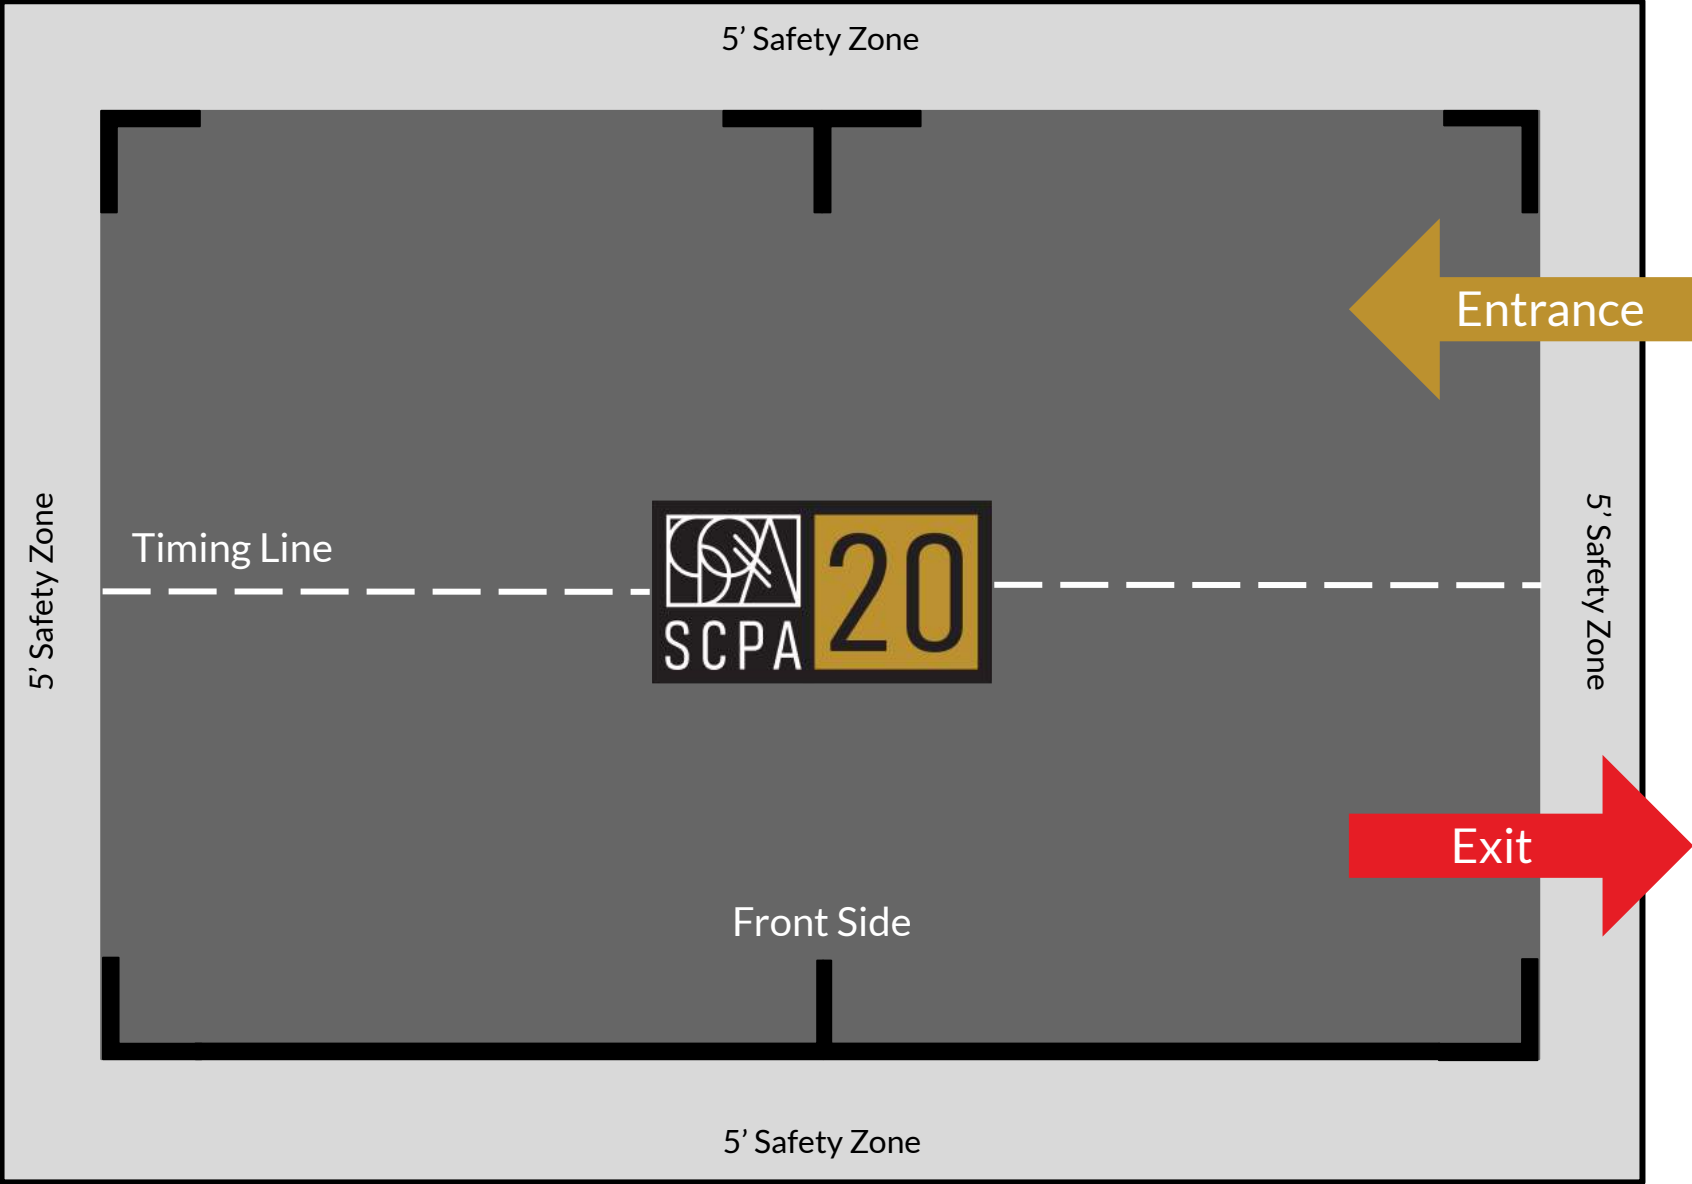 5’ Safety Zone
Entrance
5’ Safety Zone
Timing Line
SCPA
20
5’ Safety Zone
Exit
Front Side
5’ Safety Zone